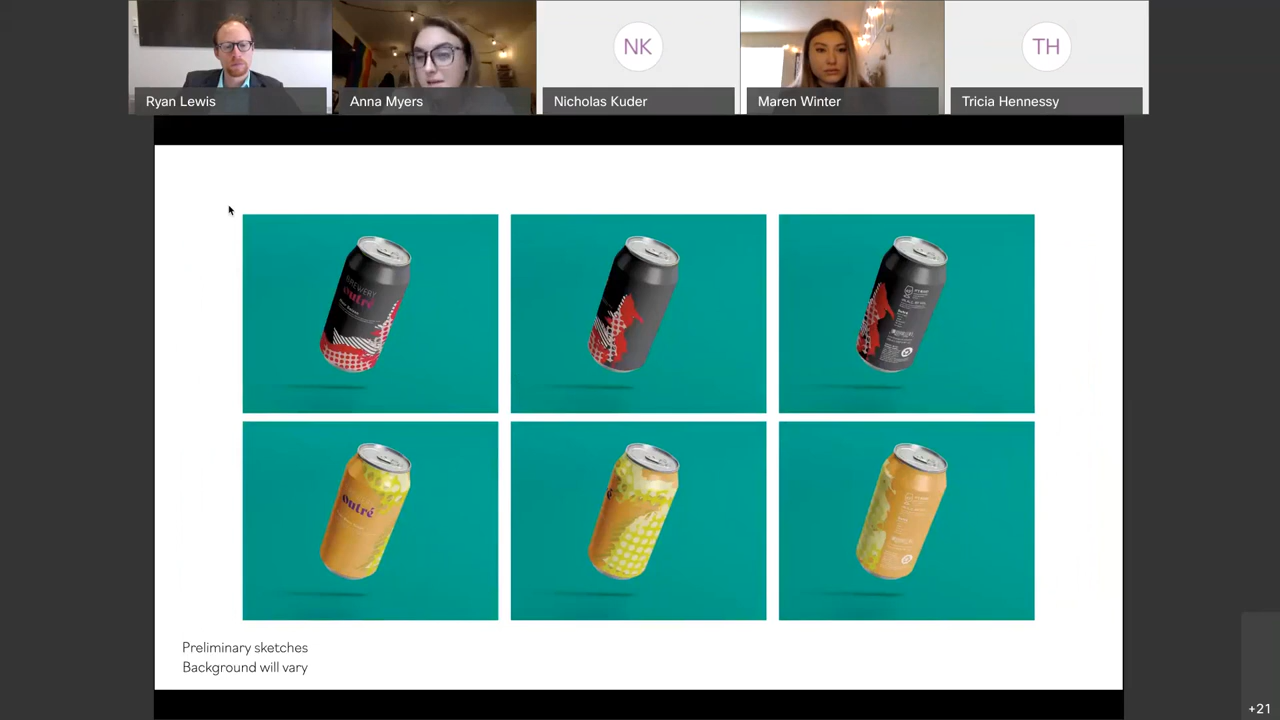 NK
TH
Ryan Lewis
Anna Myers
Nicholas Kuder
Maren Winter
Tricia Hennessy
BREWERY
outré
outré
Preliminary sketches
Background will vary
+21